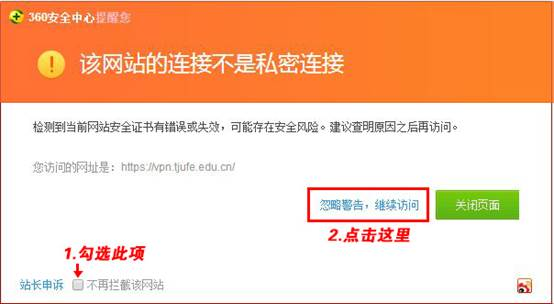 360安全中心提醒您
该网站的连接不是私密连接
检测到当前网站安全证书有错误或失效，可能存在安全风险。建议查明原因之后再访问。
您访问的网址是：https://vpn.tjufe.edu.cn/
忽略警告，继续访问
关闭页面
2.点击这里
1.勾选此项
站长申诉
不再拦截该网站